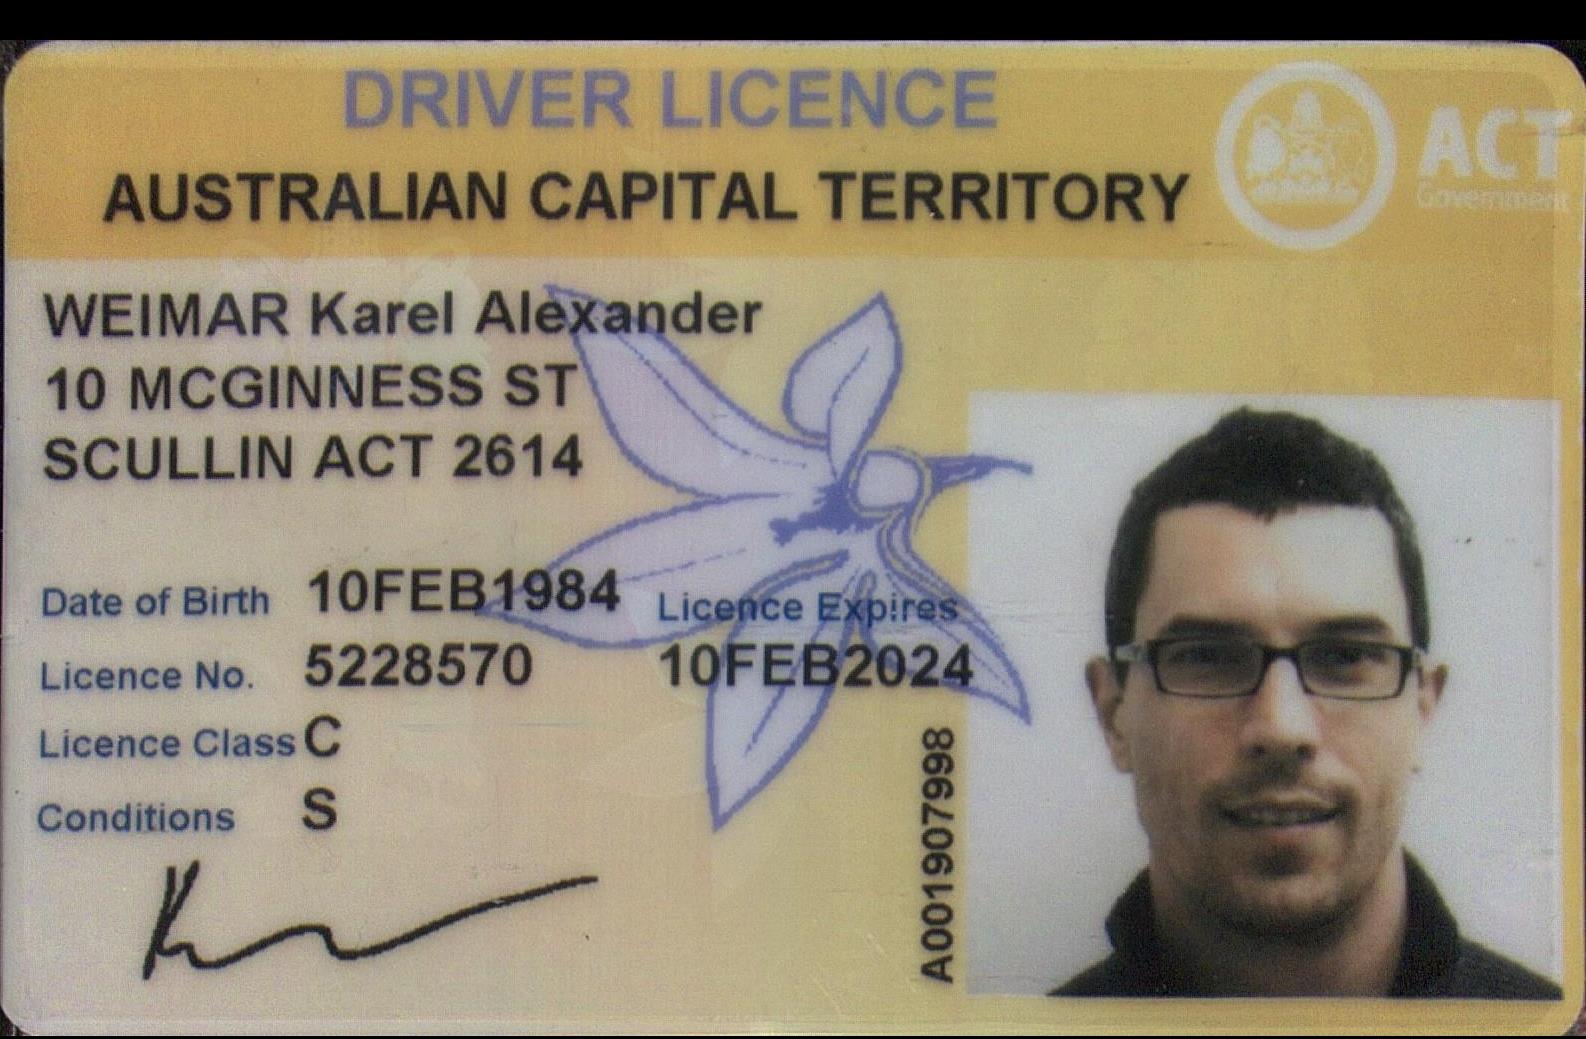 DRIVER LICENCE
AUSTRALIAN CAPITAL TERRITORY
ACT
Government
WEIMAR Karel Alexander
10 MCGINNESS ST
SCULLIN ACT 2614
Date of Birth 10FEB1984
Licence Expires
Licence No. 5228570
10FEB2024
Licence Class C
Conditions S
A001907998